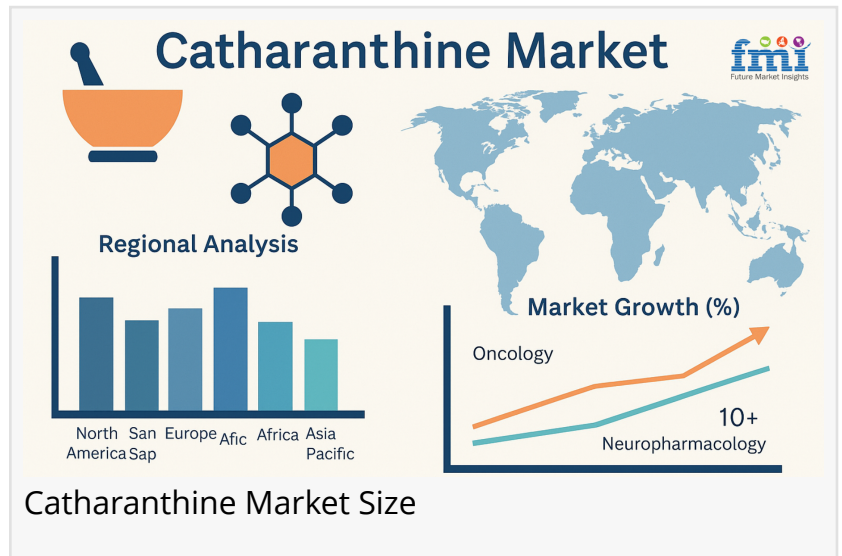 Catharanthine Market
fmi
Future Market Insights
Regional Analysis
North America
San Sap
Europe
Afic
Africa
Asia Pacific
Market Growth (%)
Oncology
10+
Neuropharmacology
Catharanthine Market Size